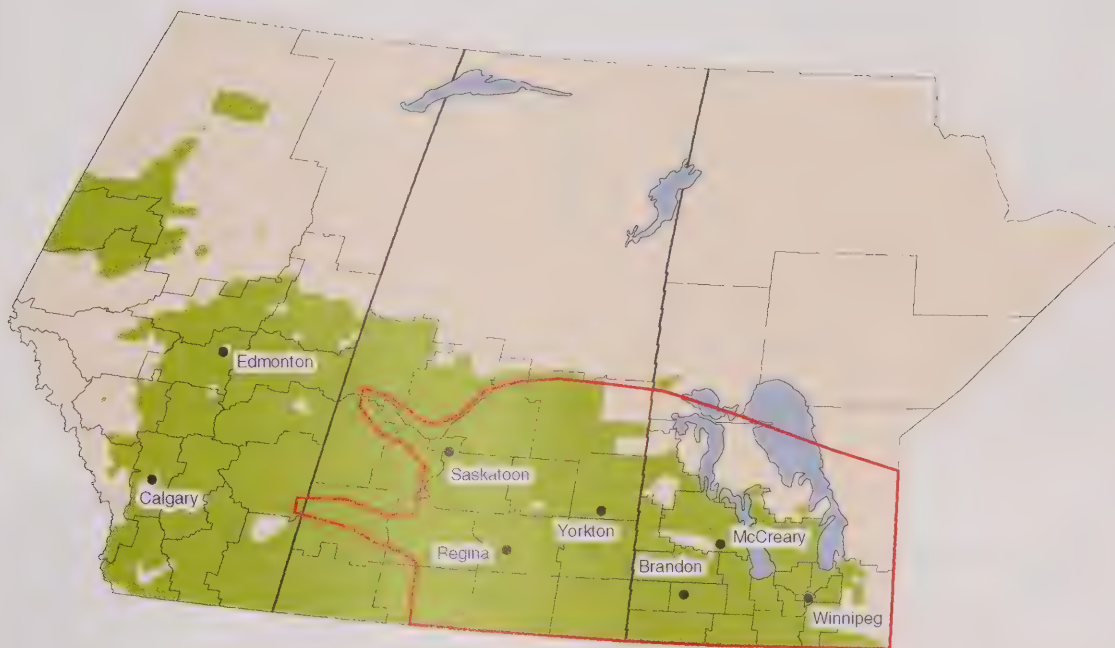 Edmonton
Saskatoon
Calgary
Yorkton
McCreary
Regina
Brandon
Winnipeg